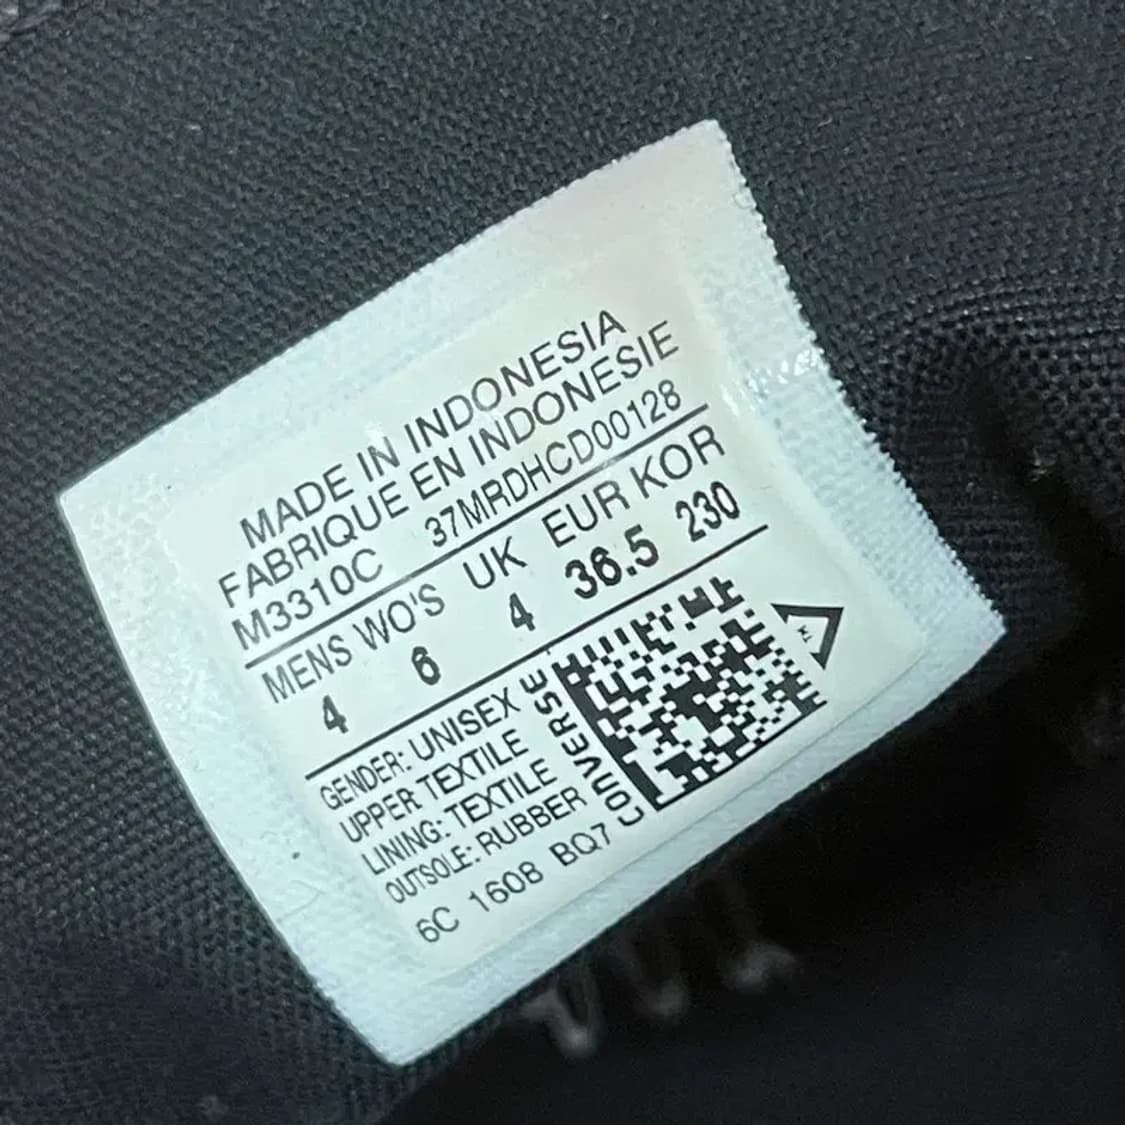 MADE IN INDONESIA
FABRIQUE EN INDONESIE
M3310C 37MRDHCD00128
MENS WO'S UK EUR KOR
4 6 4 36.5 230
GENDER: UNISEX
UPPER TEXTILE
LINING: TEXTILE
OUTSOLE: RUBBER
6C 1608 BQ7
CONVERSE
TM